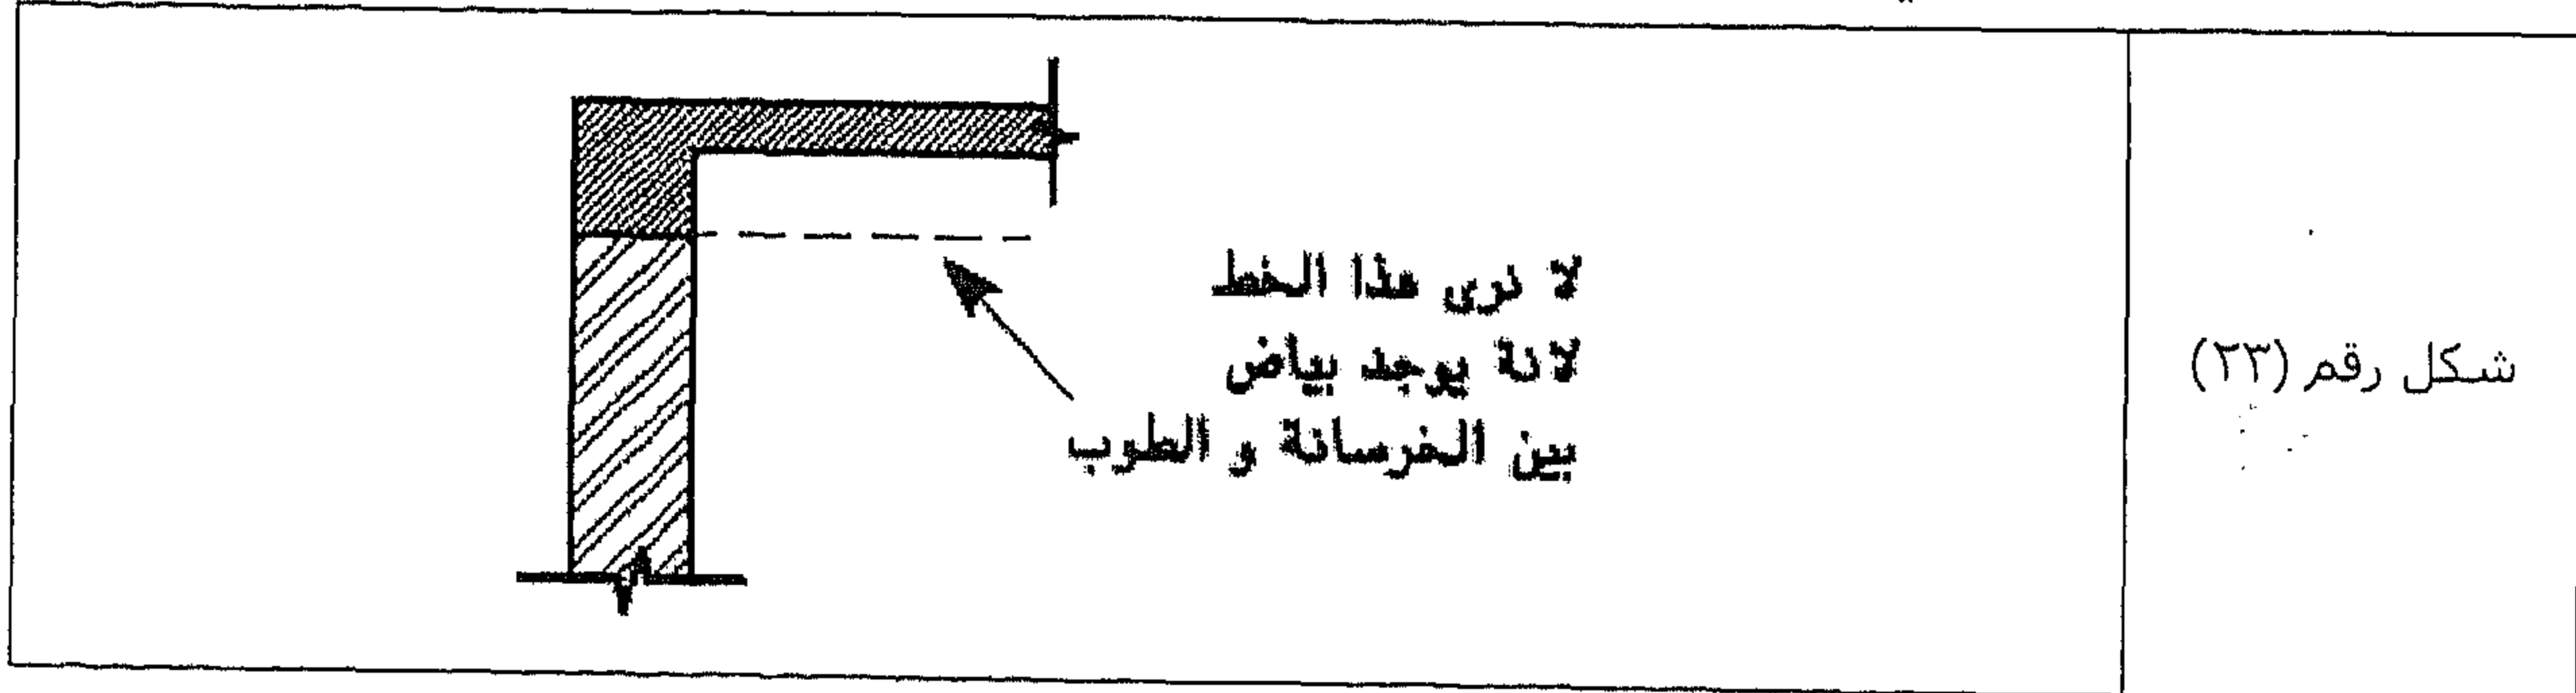 شكل رقم (٢٣)
لا نرى هذا الخط
لانة يوجد بياض
بين الخرسانة و الطوب